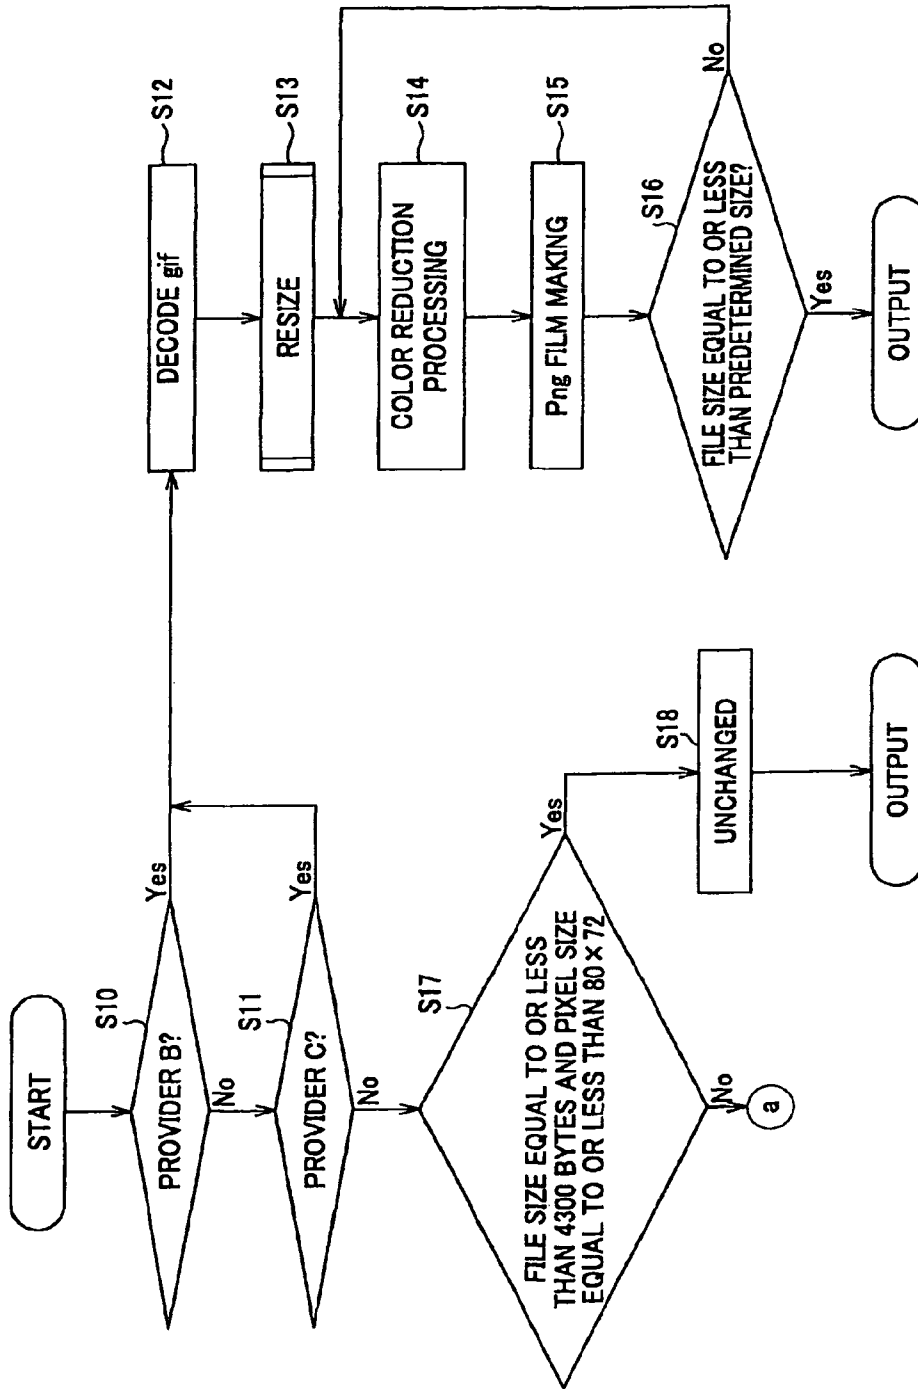 START
S10
PROVIDER B?
Yes
No
S11
PROVIDER C?
Yes
No
S17
FILE SIZE EQUAL TO OR LESS
THAN 4300 BYTES AND PIXEL SIZE
EQUAL TO OR LESS THAN 80×72
Yes
No
a
S18
UNCHANGED
OUTPUT
S12
DECODE gif
S13
RESIZE
S14
COLOR REDUCTION
PROCESSING
S15
Png FILM MAKING
S16
FILE SIZE EQUAL TO OR LESS
THAN PREDETERMINED SIZE?
No
Yes
OUTPUT